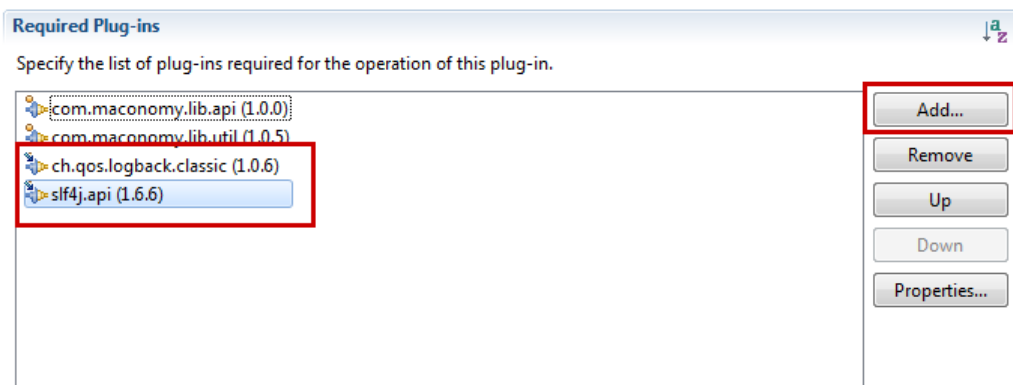 Required Plug-ins
a
z
Specify the list of plug-ins required for the operation of this plug-in.
com.maconomy.lib.api (1.0.0)
com.maconomy.lib.util (1.0.5)
ch.qos.logback.classic (1.0.6)
slf4j.api (1.6.6)
Add...
Remove
Up
Down
Properties...